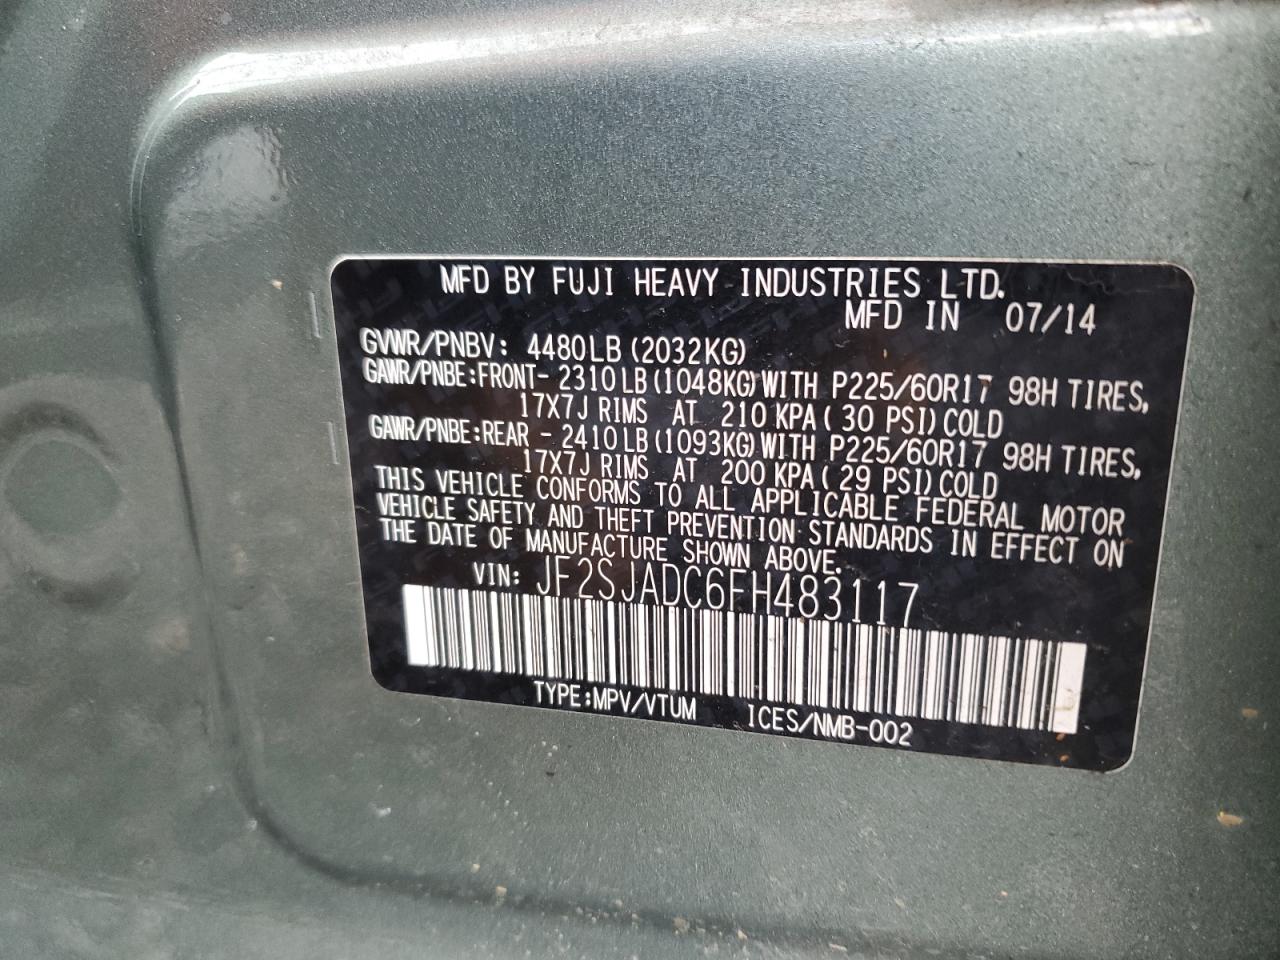 MFD BY FUJI HEAVY INDUSTRIES LTD.
MFD IN 07/14
GVWR/PNBV: 4480LB (2032KG)
GAWR/PNBE:FRONT- 2310LB(1048KG)WITH P225/60R17 98H TIRES,
17X7J RIMS AT 210 KPA( 30 PSI)COLD
GAWR/PNBE:REAR - 2410LB(1093KG)WITH P225/60R17 98H TIRES,
17X7J RIMS AT 200 KPA( 29 PSI)COLD
THIS VEHICLE CONFORMS TO ALL APPLICABLE FEDERAL MOTOR
VEHICLE SAFETY AND THEFT PREVENTION STANDARDS IN EFFECT ON
THE DATE OF MANUFACTURE SHOWN ABOVE.
VIN: JF2SJADC6FH483117
TYPE:MPV/VTUM ICES/NMB-002